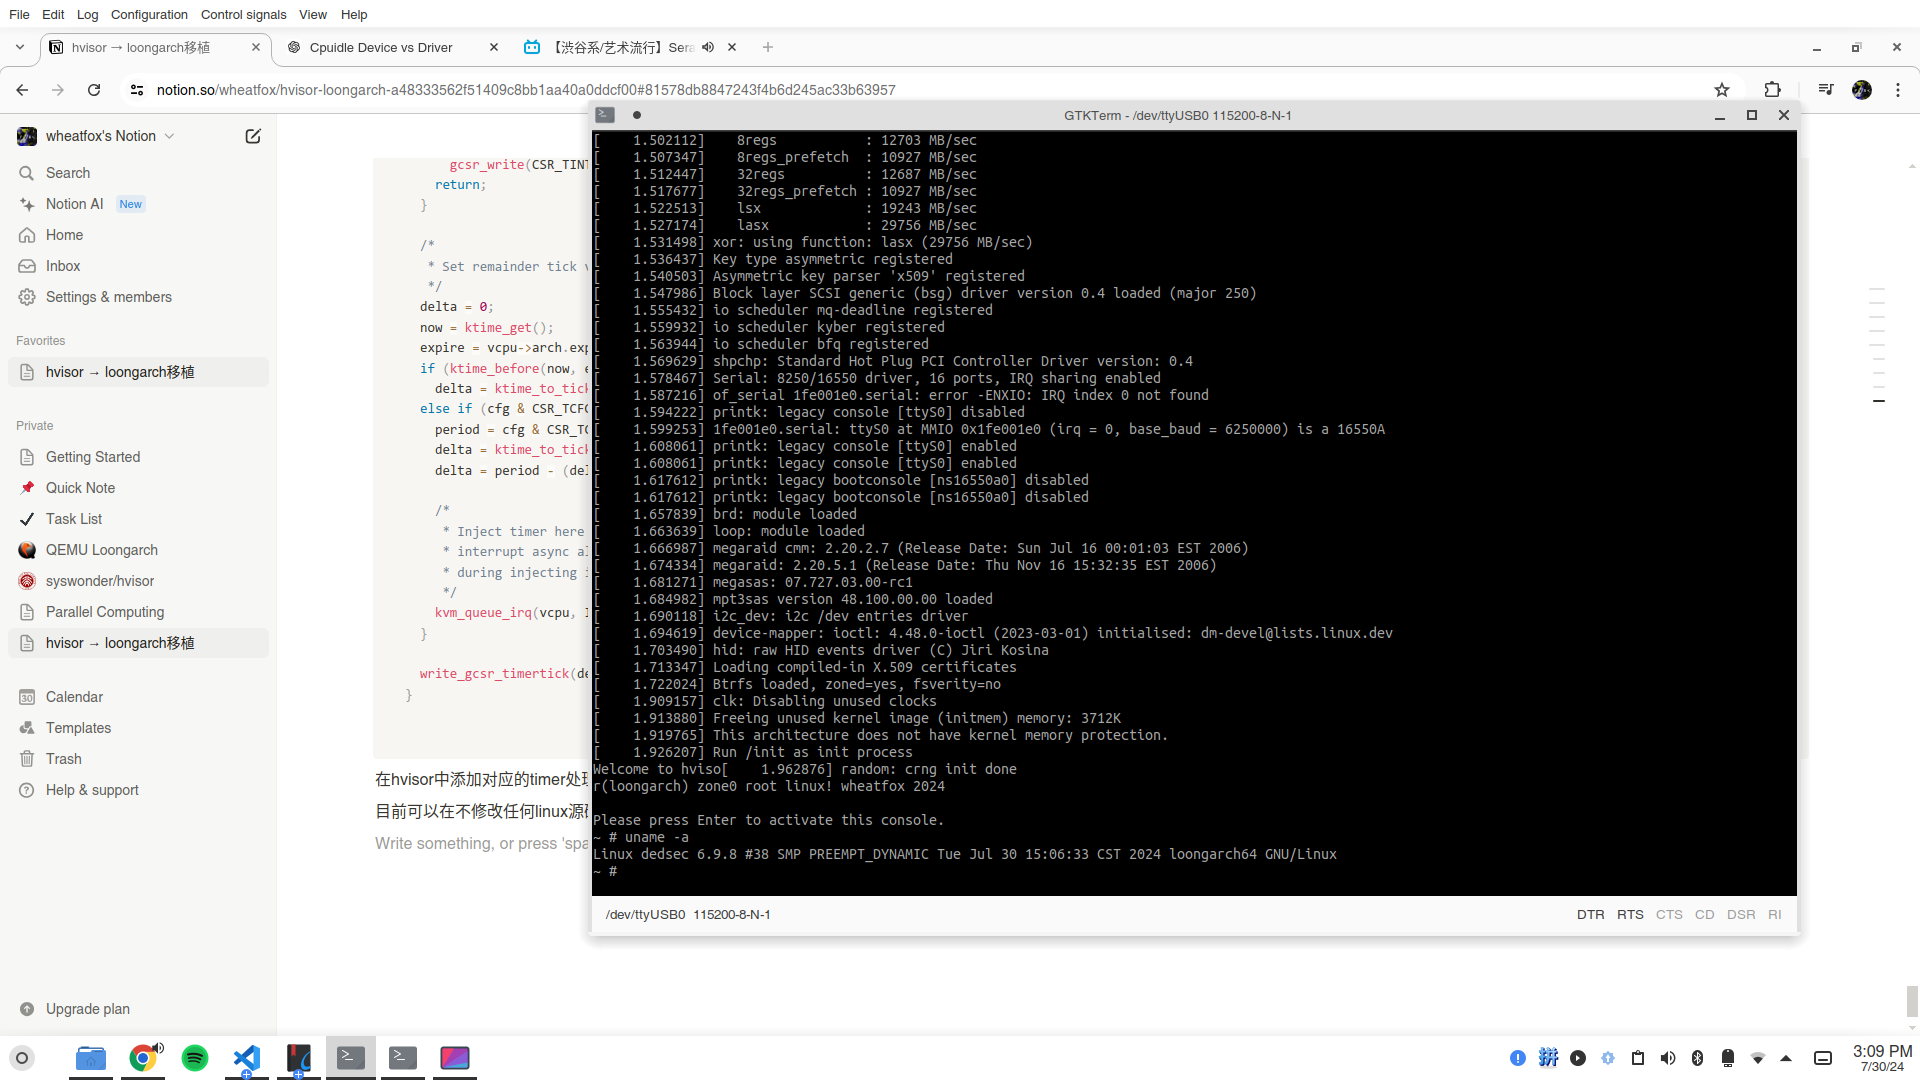 File Edit Log Configuration Control signals View Help
hvisor → loongarch移植
Cpuidle Device vs Driver
【渋谷系/艺术流行】Sera
notion.so/wheatfox/hvisor-loongarch-a48333562f51409c8bb1aa40a0ddcf00#81578db8847243f4b6d245ac33b63957
wheatfox's Notion
Search
Notion AI New
Home
Inbox
Settings & members
Favorites
hvisor → loongarch移植
Private
Getting Started
Quick Note
Task List
QEMU Loongarch
syswonder/hvisor
Parallel Computing
hvisor → loongarch移植
Calendar
30
Templates
Trash
Help & support
Upgrade plan
gcsr_write(CSR_TINT
return;
}
/*
* Set remainder tick v
*/
delta = 0;
now = ktime_get();
expire = vcpu->arch.exp
if (ktime_before(now, e
delta = ktime_to_tick
else if (cfg & CSR_TCFG
period = cfg & CSR_TC
delta = ktime_to_tick
delta = period - (del
/*
* Inject timer here
* interrupt async al
* during injecting i
*/
kvm_queue_irq(vcpu, I
}
write_gcsr_timertick(de
}
在hvisor中添加对应的timer处理
目前可以在不修改任何linux源码
Write something, or press 'spa
GTKTerm - /dev/ttyUSB0 115200-8-N-1
[    1.502112]    8regs           : 12703 MB/sec
[    1.507347]    8regs_prefetch  : 10927 MB/sec
[    1.512447]    32regs          : 12687 MB/sec
[    1.517677]    32regs_prefetch : 10927 MB/sec
[    1.522513]    lsx             : 19243 MB/sec
[    1.527174]    lasx            : 29756 MB/sec
[    1.531498] xor: using function: lasx (29756 MB/sec)
[    1.536437] Key type asymmetric registered
[    1.540503] Asymmetric key parser 'x509' registered
[    1.547986] Block layer SCSI generic (bsg) driver version 0.4 loaded (major 250)
[    1.555432] io scheduler mq-deadline registered
[    1.559932] io scheduler kyber registered
[    1.563944] io scheduler bfq registered
[    1.569629] shpchp: Standard Hot Plug PCI Controller Driver version: 0.4
[    1.578467] Serial: 8250/16550 driver, 16 ports, IRQ sharing enabled
[    1.587216] of_serial 1fe001e0.serial: error -ENXIO: IRQ index 0 not found
[    1.594222] printk: legacy console [ttyS0] disabled
[    1.599253] 1fe001e0.serial: ttyS0 at MMIO 0x1fe001e0 (irq = 0, base_baud = 6250000) is a 16550A
[    1.608061] printk: legacy console [ttyS0] enabled
[    1.608061] printk: legacy console [ttyS0] enabled
[    1.617612] printk: legacy bootconsole [ns16550a0] disabled
[    1.617612] printk: legacy bootconsole [ns16550a0] disabled
[    1.657839] brd: module loaded
[    1.663639] loop: module loaded
[    1.666987] megaraid cmm: 2.20.2.7 (Release Date: Sun Jul 16 00:01:03 EST 2006)
[    1.674334] megaraid: 2.20.5.1 (Release Date: Thu Nov 16 15:32:35 EST 2006)
[    1.681271] megasas: 07.727.03.00-rc1
[    1.684982] mpt3sas version 48.100.00.00 loaded
[    1.690118] i2c_dev: i2c /dev entries driver
[    1.694619] device-mapper: ioctl: 4.48.0-ioctl (2023-03-01) initialised: dm-devel@lists.linux.dev
[    1.703490] hid: raw HID events driver (C) Jiri Kosina
[    1.713347] Loading compiled-in X.509 certificates
[    1.722024] Btrfs loaded, zoned=yes, fsverity=no
[    1.909157] clk: Disabling unused clocks
[    1.913880] Freeing unused kernel image (initmem) memory: 3712K
[    1.919765] This architecture does not have kernel memory protection.
[    1.926207] Run /init as init process
Welcome to hviso[    1.962876] random: crng init done
r(loongarch) zone0 root linux! wheatfox 2024
Please press Enter to activate this console.
~ # uname -a
Linux dedsec 6.9.8 #38 SMP PREEMPT_DYNAMIC Tue Jul 30 15:06:33 CST 2024 loongarch64 GNU/Linux
~ #
/dev/ttyUSB0 115200-8-N-1
DTR RTS CTS CD DSR RI
拼
3:09 PM
7/30/24